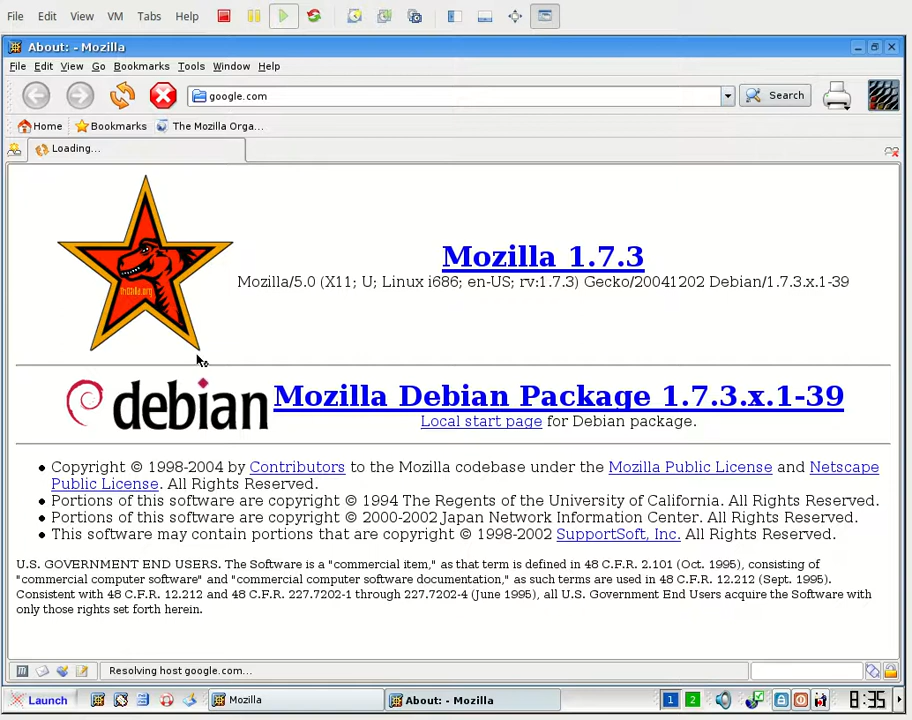 File Edit View VM Tabs Help
About: - Mozilla
File Edit View Go Bookmarks Tools Window Help
google.com Search
Home Bookmarks The Mozilla Orga...
Loading...
mozilla.org
Mozilla 1.7.3
Mozilla/5.0 (X11; U; Linux i686; en-US; rv:1.7.3) Gecko/20041202 Debian/1.7.3.x.1-39
debian
Mozilla Debian Package 1.7.3.x.1-39
Local start page for Debian package.
Copyright © 1998-2004 by Contributors to the Mozilla codebase under the Mozilla Public License and Netscape
Public License. All Rights Reserved.
Portions of this software are copyright © 1994 The Regents of the University of California. All Rights Reserved.
Portions of this software are copyright © 2000-2002 Japan Network Information Center. All Rights Reserved.
This software may contain portions that are copyright © 1998-2002 SupportSoft, Inc. All Rights Reserved.
U.S. GOVERNMENT END USERS. The Software is a "commercial item," as that term is defined in 48 C.F.R. 2.101 (Oct. 1995), consisting of
"commercial computer software" and "commercial computer software documentation," as such terms are used in 48 C.F.R. 12.212 (Sept. 1995).
Consistent with 48 C.F.R. 12.212 and 48 C.F.R. 227.7202-1 through 227.7202-4 (June 1995), all U.S. Government End Users acquire the Software with
only those rights set forth herein.
Resolving host google.com...
Launch Mozilla About: - Mozilla 1 2 8:35